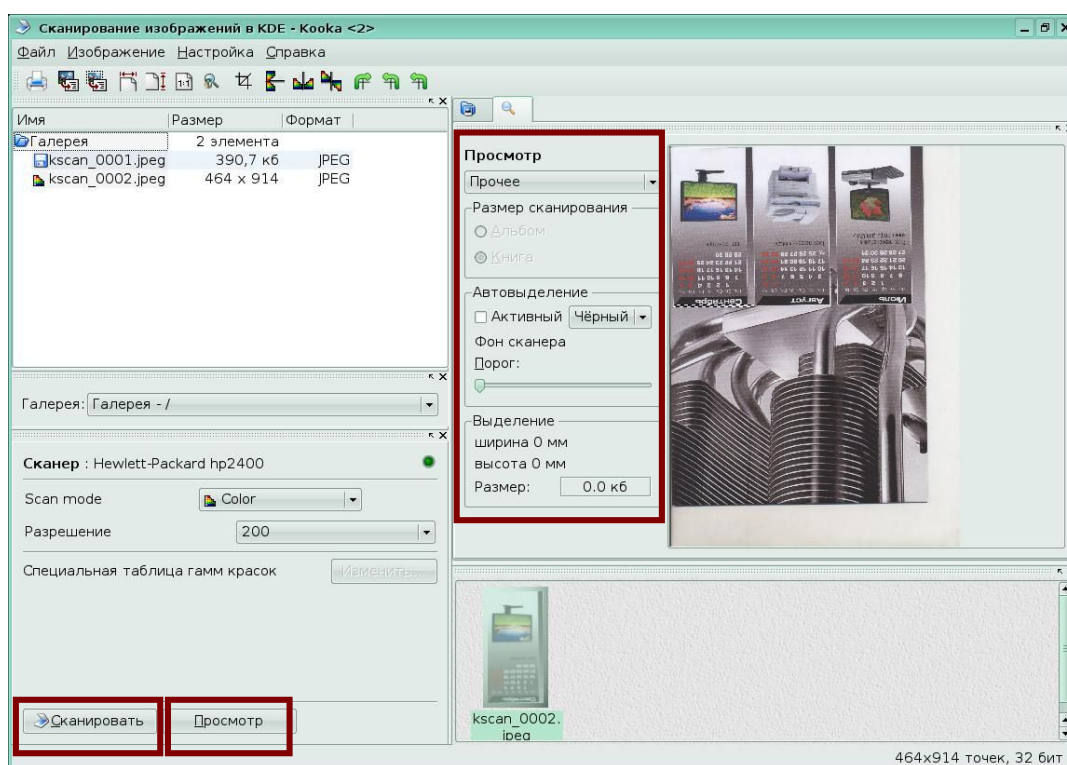 Сканирование изображений в KDE - Kooka <2>
Файл Изображение Настройка Справка
Имя Размер Формат
Галерея 2 элемента
kscan_0001.jpeg 390,7 кб JPEG
kscan_0002.jpeg 464 x 914 JPEG
Галерея: Галерея - /
Сканер : Hewlett-Packard hp2400
Scan mode Color
Разрешение 200
Специальная таблица гамм красок Изменить...
Сканировать Просмотр
Просмотр
Прочее
Размер сканирования
Альбом
Книга
Автовыделение
Активный Чёрный
Фон сканера
Порог:
Выделение
ширина 0 мм
высота 0 мм
Размер: 0.0 кб
Сентябрь Август Июль
kscan_0002.
jpeg
464x914 точек, 32 бит